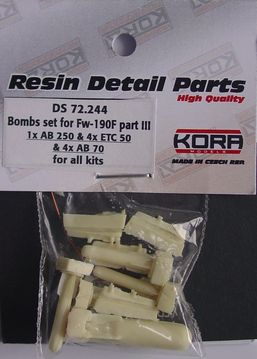 Resin Detail Parts
High Quality
DS 72.244
Bombs set for Fw-190F part III
1x AB 250 & 4x ETC 50
& 4x AB 70
for all kits
KORA
MODELS
MADE IN CZECH REP.